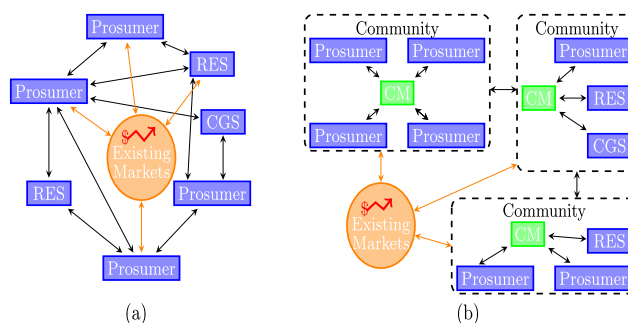 Prosumer
RES
Prosumer
CGS
$
Existing
Markets
RES
Prosumer
Prosumer
(a)
Community
Prosumer
Prosumer
CM
Prosumer
Prosumer
Community
Prosumer
CM
RES
CGS
$
Existing
Markets
Community
CM
RES
Prosumer
Prosumer
(b)